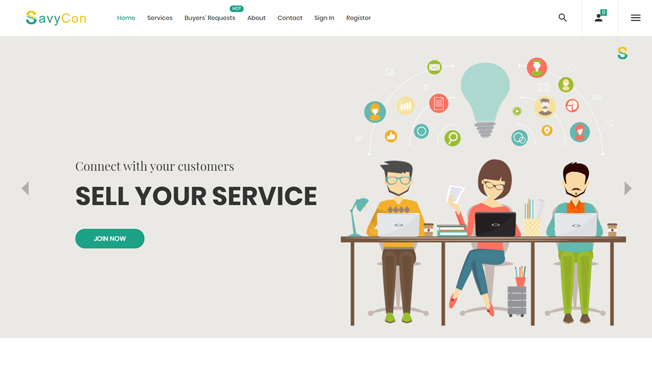 SavyCon
Home
Services
Buyers' Requests
HOT
About
Contact
Sign In
Register
0
S
Connect with your customers
SELL YOUR SERVICE
JOIN NOW